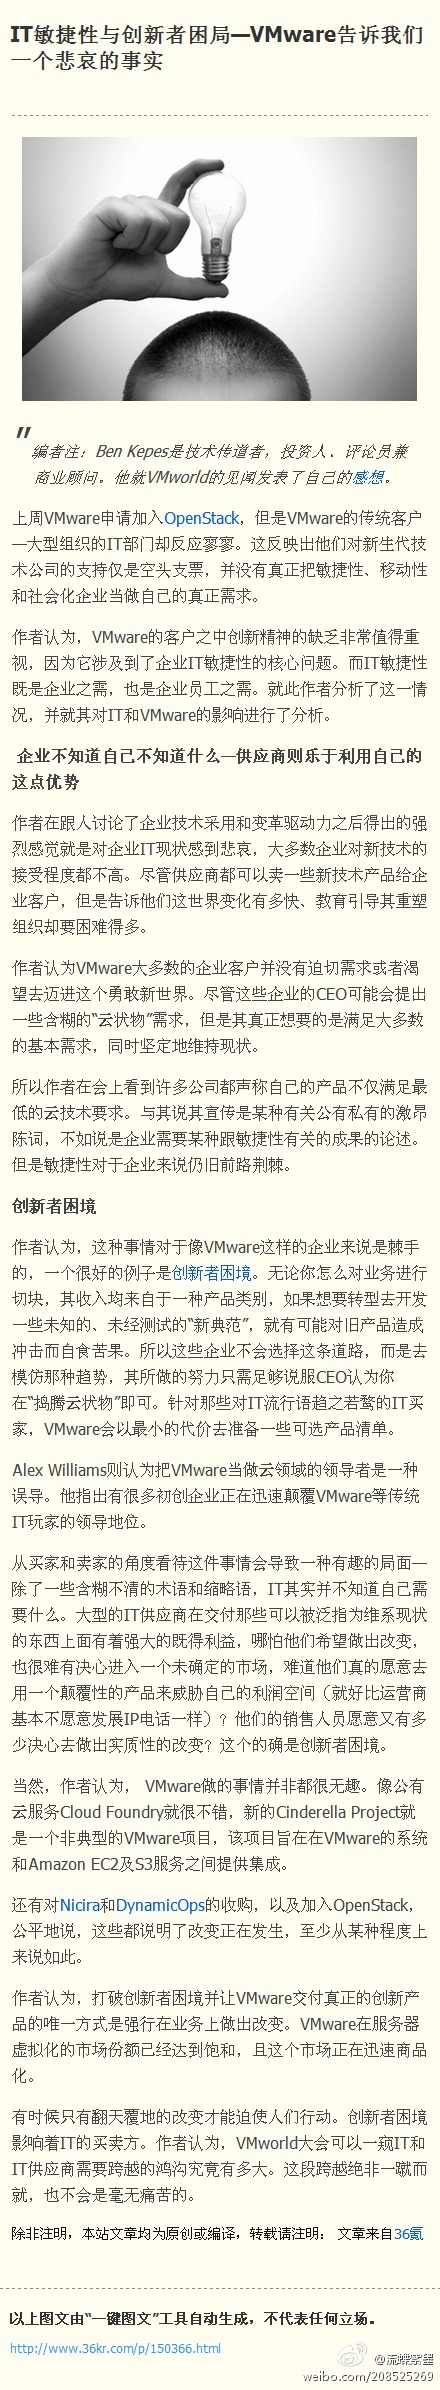 IT敏捷性与创新者困局—VMware告诉我们
一个悲哀的事实
"
编者注：Ben Kepes是技术传道者，投资人、评论员兼
商业顾问。他就VMworld的见闻发表了自己的感想。
上周VMware申请加入OpenStack，但是VMware的传统客户
—大型组织的IT部门却反应寥寥。这反映出他们对新生代技
术公司的支持仅是空头支票，并没有真正把敏捷性、移动性
和社会化企业当做自己的真正需求。
作者认为，VMware的客户之中创新精神的缺乏非常值得重
视，因为它涉及到了企业IT敏捷性的核心问题。而IT敏捷性
既是企业之需，也是企业员工之需。就此作者分析了这一情
况，并就其对IT和VMware的影响进行了分析。
企业不知道自己不知道什么—供应商则乐于利用自己的
这点优势
作者在跟人讨论了企业技术采用和变革驱动力之后得出的强
烈感觉就是对企业IT现状感到悲哀，大多数企业对新技术的
接受程度都不高。尽管供应商都可以卖一些新技术产品给企
业客户，但是告诉他们这世界变化有多快、教育引导其重塑
组织却要困难得多。
作者认为VMware大多数的企业客户并没有迫切需求或者渴
望去迈进这个勇敢新世界。尽管这些企业的CEO可能会提出
一些含糊的“云状物”需求，但是其真正想要的是满足大多数
的基本需求，同时坚定地维持现状。
所以作者在会上看到许多公司都声称自己的产品不仅满足最
低的云技术要求。与其说其宣传是某种有关公有私有的激昂
陈词，不如说是企业需要某种跟敏捷性有关的成果的论述。
但是敏捷性对于企业来说仍旧前路荆棘。
创新者困境
作者认为，这种事情对于像VMware这样的企业来说是棘手
的，一个很好的例子是创新者困境。无论你怎么对业务进行
切块，其收入均来自于一种产品类别，如果想要转型去开发
一些未知的、未经测试的“新典范”，就有可能对旧产品造成
冲击而自食苦果。所以这些企业不会选择这条道路，而是去
模仿那种趋势，其所做的努力只需足够说服CEO认为你
在“捣腾云状物”即可。针对那些对IT流行语趋之若鹜的IT买
家，VMware会以最小的代价去准备一些可选产品清单。
Alex Williams则认为把VMware当做云领域的领导者是一种
误导。他指出有很多初创企业正在迅速颠覆VMware等传统
IT玩家的领导地位。
从买家和卖家的角度看待这件事情会导致一种有趣的局面—
除了一些含糊不清的术语和缩略语，IT其实并不知道自己需
要什么。大型的IT供应商在交付那些可以被泛指为维系现状
的东西上面有着强大的既得利益，哪怕他们希望做出改变，
也很难有决心进入一个未确定的市场，难道他们真的愿意去
用一个颠覆性的产品来威胁自己的利润空间（就好比运营商
基本不愿意发展IP电话一样）？他们的销售人员愿意又有多
少决心去做出实质性的改变？这个的确是创新者困境。
当然，作者认为， VMware做的事情并非都很无趣。像公有
云服务Cloud Foundry就很不错，新的Cinderella Project就
是一个非典型的VMware项目，该项目旨在在VMware的系统
和Amazon EC2及S3服务之间提供集成。
还有对Nicira和DynamicOps的收购，以及加入OpenStack，
公平地说，这些都说明了改变正在发生，至少从某种程度上
来说如此。
作者认为，打破创新者困境并让VMware交付真正的创新产
品的唯一方式是强行在业务上做出改变。VMware在服务器
虚拟化的市场份额已经达到饱和，且这个市场正在迅速商品
化。
有时候只有翻天覆地的改变才能迫使人们行动。创新者困境
影响着IT的买卖方。作者认为，VMworld大会可以一窥IT和
IT供应商需要跨越的鸿沟究竟有多大。这段跨越绝非一蹴而
就，也不会是毫无痛苦的。
除非注明，本站文章均为原创或编译，转载请注明： 文章来自36氪
以上图文由“一键图文”工具自动生成，不代表任何立场。
http://www.36kr.com/p/150366.html
@流蝶紫星
weibo.com/208525269